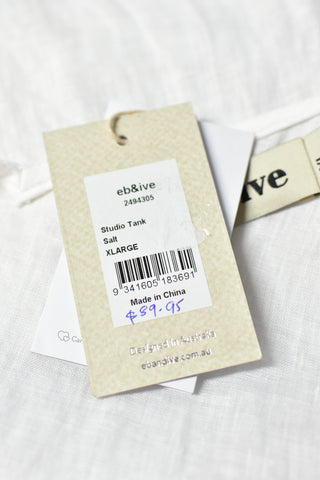 eb&ive
2494305
Studio Tank
Salt
XLARGE
9 341605 183691
Made in China
$89.95
Designed in Australia
ebandive.com.au
ive